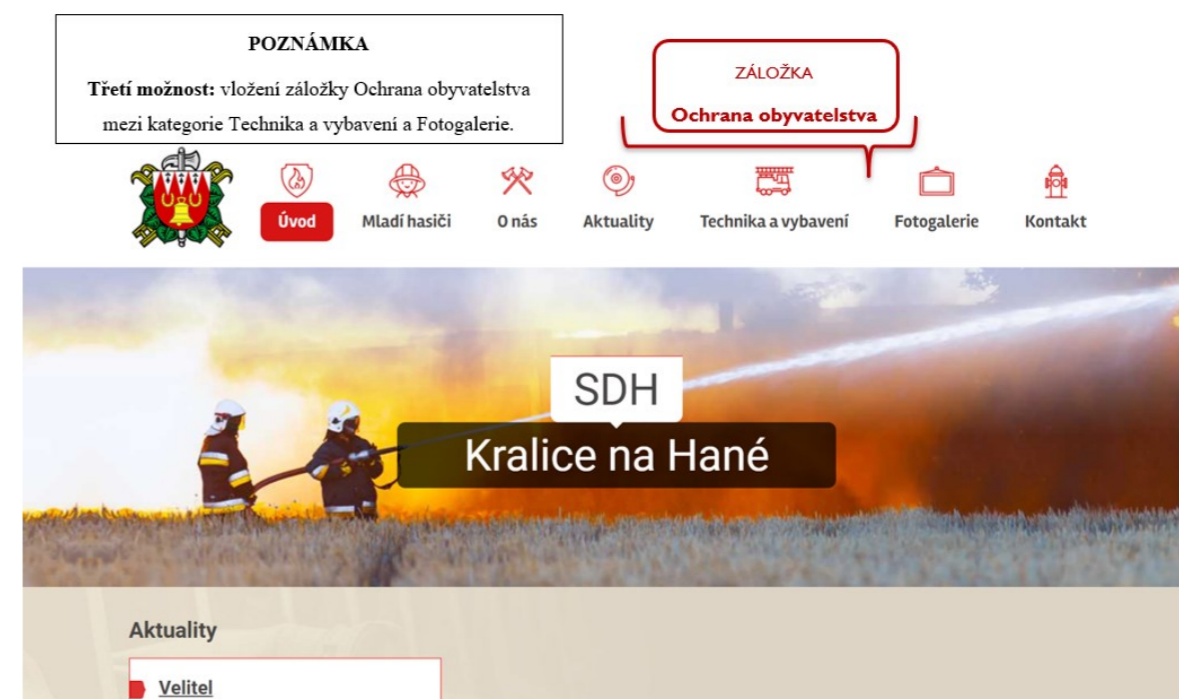 POZNÁMKA
Třetí možnost: vložení záložky Ochrana obyvatelstva
mezi kategorie Technika a vybavení a Fotogalerie.
ZÁLOŽKA
Ochrana obyvatelstva
Úvod
Mladí hasiči
O nás
Aktuality
Technika a vybavení
Fotogalerie
Kontakt
SDH
Kralice na Hané
Aktuality
Velitel